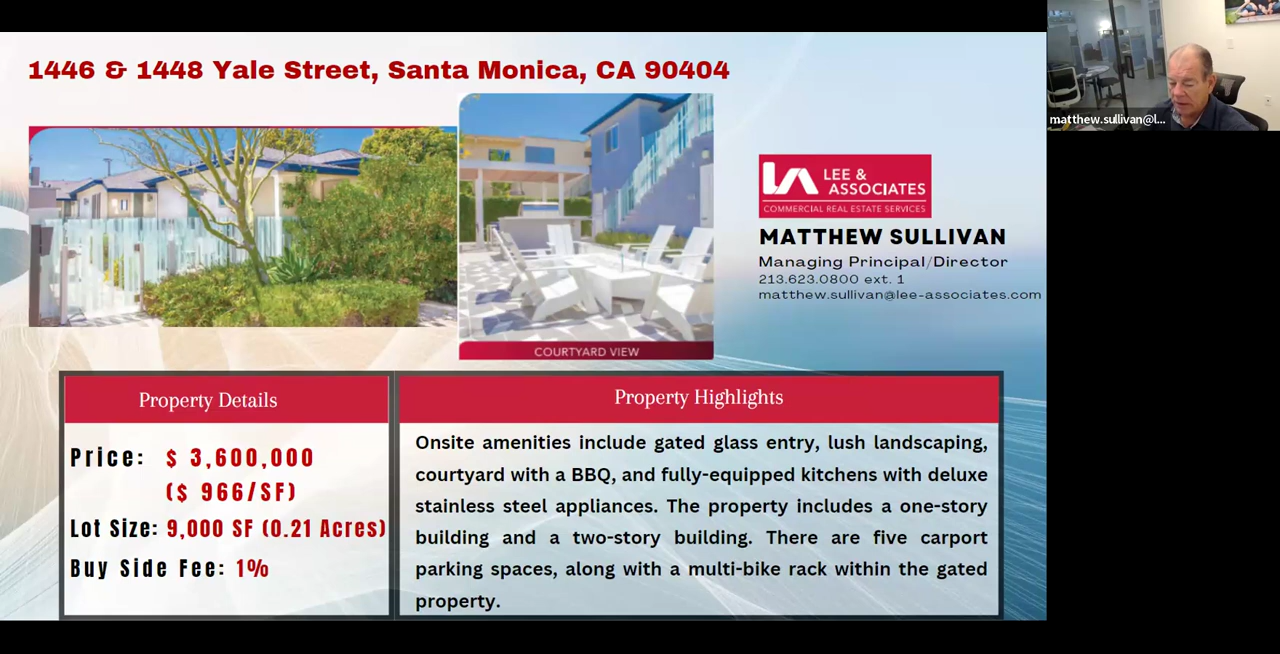 1446 & 1448 Yale Street, Santa Monica, CA 90404
matthew.sullivan@l...
COURTYARD VIEW
LEE &
ASSOCIATES
COMMERCIAL REAL ESTATE SERVICES
MATTHEW SULLIVAN
Managing Principal/Director
213.623.0800 ext. 1
matthew.sullivan@lee-associates.com
Property Details
Price: $ 3,600,000
($ 966/SF)
Lot Size: 9,000 SF (0.21 Acres)
Buy Side Fee: 1%
Property Highlights
Onsite amenities include gated glass entry, lush landscaping,
courtyard with a BBQ, and fully-equipped kitchens with deluxe
stainless steel appliances. The property includes a one-story
building and a two-story building. There are five carport
parking spaces, along with a multi-bike rack within the gated
property.